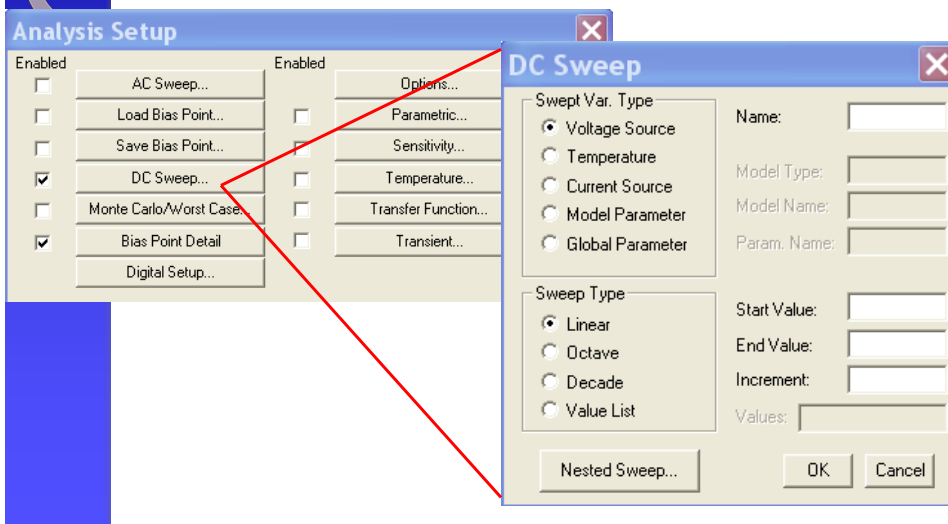 Analysis Setup
Enabled
Enabled
AC Sweep...
Options...
Load Bias Point...
Parametric...
Save Bias Point...
Sensitivity...
DC Sweep...
Temperature...
Monte Carlo/Worst Case...
Transfer Function...
Bias Point Detail
Transient...
Digital Setup...
DC Sweep
Swept Var. Type
Voltage Source
Temperature
Current Source
Model Parameter
Global Parameter
Name:
Model Type:
Model Name:
Param. Name:
Sweep Type
Linear
Octave
Decade
Value List
Start Value:
End Value:
Increment:
Values:
Nested Sweep...
OK
Cancel